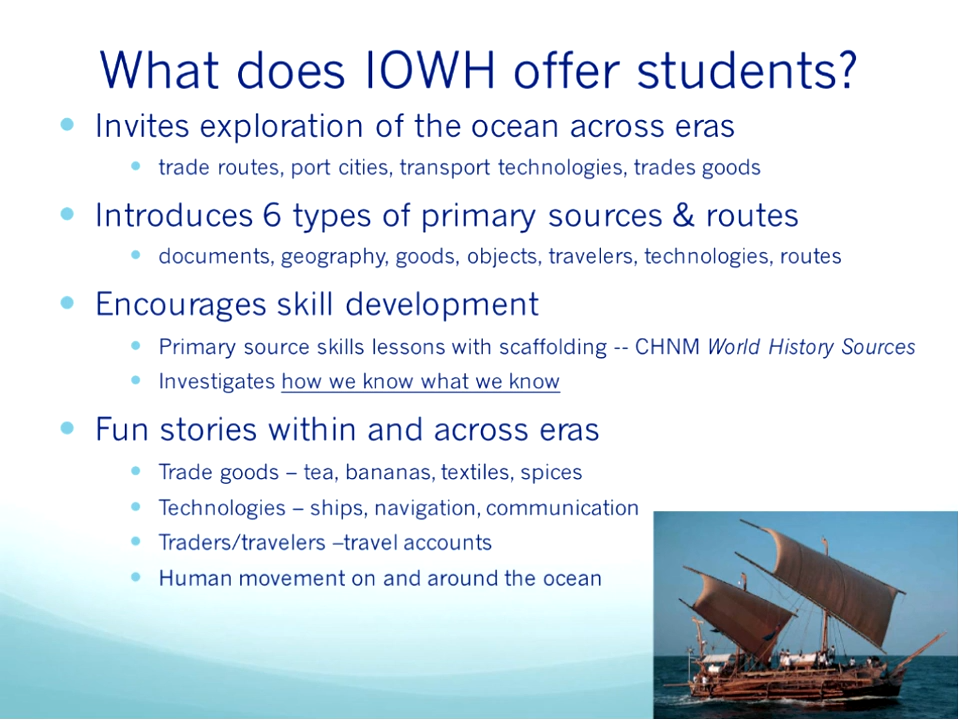 What does IOWH offer students?
Invites exploration of the ocean across eras
trade routes, port cities, transport technologies, trades goods
Introduces 6 types of primary sources & routes
documents, geography, goods, objects, travelers, technologies, routes
Encourages skill development
Primary source skills lessons with scaffolding -- CHNM World History Sources
Investigates how we know what we know
Fun stories within and across eras
Trade goods – tea, bananas, textiles, spices
Technologies – ships, navigation, communication
Traders/travelers –travel accounts
Human movement on and around the ocean